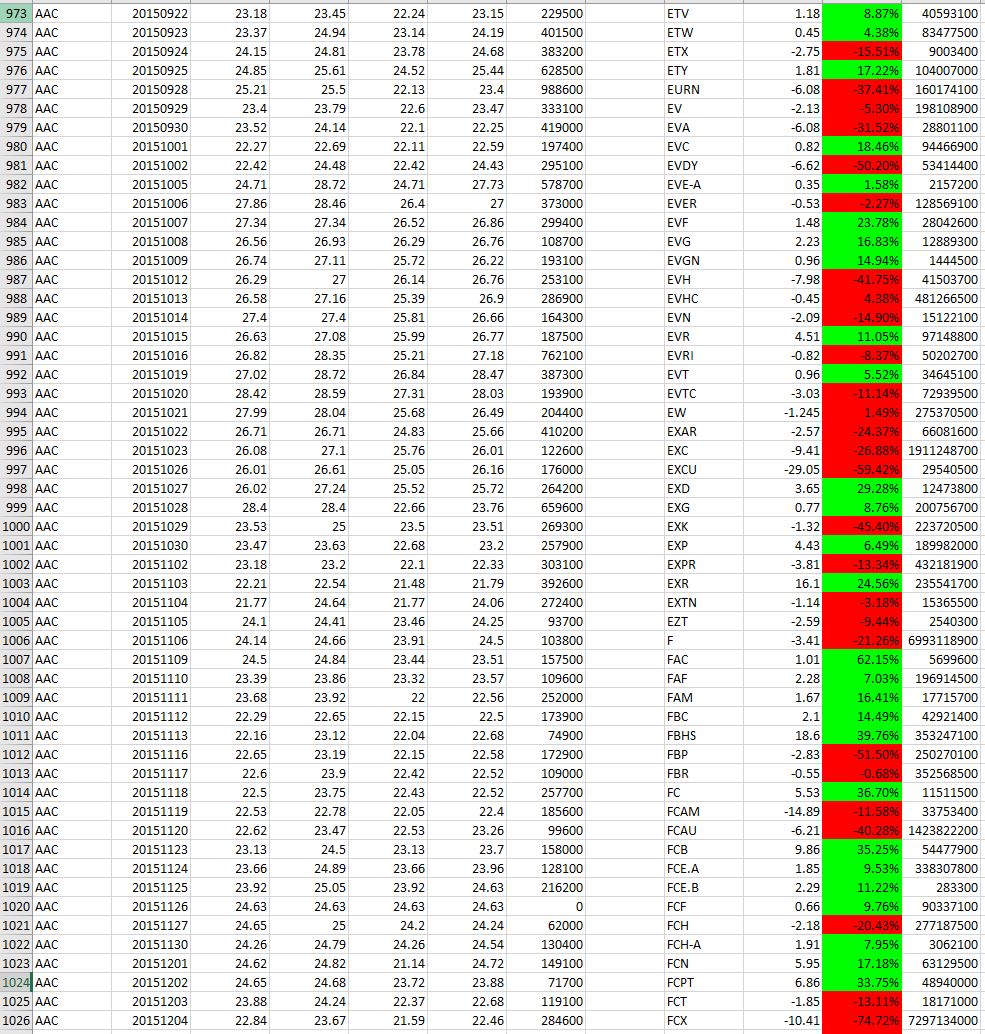 973 AAC 20150922 23.18 23.45 22.24 23.15 229500 ETV 1.18 8.87% 40593100
974 AAC 20150923 23.37 24.94 23.14 24.19 401500 ETW 0.45 4.38% 83477500
975 AAC 20150924 24.15 24.81 23.78 24.68 383200 ETX -2.75 -15.51% 9003400
976 AAC 20150925 24.85 25.61 24.52 25.44 628500 ETY 1.81 17.22% 104007000
977 AAC 20150928 25.21 25.5 22.13 23.4 988600 EURN -6.08 -37.41% 160174100
978 AAC 20150929 23.4 23.79 22.6 23.47 333100 EV -2.13 -5.30% 198108900
979 AAC 20150930 23.52 24.14 22.1 22.25 419000 EVA -6.08 -31.52% 28801100
980 AAC 20151001 22.27 22.69 22.11 22.59 197400 EVC 0.82 18.46% 94466900
981 AAC 20151002 22.42 24.48 22.42 24.43 295100 EVDY -6.62 -50.20% 53414400
982 AAC 20151005 24.71 28.72 24.71 27.73 578700 EVE-A 0.35 1.58% 2157200
983 AAC 20151006 27.86 28.46 26.4 27 373000 EVER -0.53 -2.27% 128569100
984 AAC 20151007 27.34 27.34 26.52 26.86 299400 EVF 1.48 23.78% 28042600
985 AAC 20151008 26.56 26.93 26.29 26.76 108700 EVG 2.23 16.83% 12889300
986 AAC 20151009 26.74 27.11 25.72 26.22 193100 EVGN 0.96 14.94% 1444500
987 AAC 20151012 26.29 27 26.14 26.76 253100 EVH -7.98 -41.75% 41503700
988 AAC 20151013 26.58 27.16 25.39 26.9 286900 EVHC -0.45 4.38% 481266500
989 AAC 20151014 27.4 27.4 25.81 26.66 164300 EVN -2.09 -14.90% 15122100
990 AAC 20151015 26.63 27.08 25.99 26.77 187500 EVR 4.51 11.05% 97148800
991 AAC 20151016 26.82 28.35 25.21 27.18 762100 EVRI -0.82 -8.37% 50202700
992 AAC 20151019 27.02 28.72 26.84 28.47 387300 EVT 0.96 5.52% 34645100
993 AAC 20151020 28.42 28.59 27.31 28.03 193900 EVTC -3.03 -11.14% 72939500
994 AAC 20151021 27.99 28.04 25.68 26.49 204400 EW -1.245 1.49% 275370500
995 AAC 20151022 26.71 26.71 24.83 25.66 410200 EXAR -2.57 -24.37% 66081600
996 AAC 20151023 26.08 27.1 25.76 26.01 122600 EXC -9.41 -26.88% 1911248700
997 AAC 20151026 26.01 26.61 25.05 26.16 176000 EXCU -29.05 -59.42% 29540500
998 AAC 20151027 26.02 27.24 25.52 25.72 264200 EXD 3.65 29.28% 12473800
999 AAC 20151028 28.4 28.4 22.66 23.76 659600 EXG 0.77 8.76% 200756700
1000 AAC 20151029 23.53 25 23.5 23.51 269300 EXK -1.32 -45.40% 223720500
1001 AAC 20151030 23.47 23.63 22.68 23.2 257900 EXP 4.43 6.49% 189982000
1002 AAC 20151102 23.18 23.2 22.1 22.33 303100 EXPR -3.81 -13.34% 432181900
1003 AAC 20151103 22.21 22.54 21.48 21.79 392600 EXR 16.1 24.56% 235541700
1004 AAC 20151104 21.77 24.64 21.77 24.06 272400 EXTN -1.14 -3.18% 15365500
1005 AAC 20151105 24.1 24.41 23.46 24.25 93700 EZT -2.59 -9.44% 2540300
1006 AAC 20151106 24.14 24.66 23.91 24.5 103800 F -3.41 -21.26% 6993118900
1007 AAC 20151109 24.5 24.84 23.44 23.51 157500 FAC 1.01 62.15% 5699600
1008 AAC 20151110 23.39 23.86 23.32 23.57 109600 FAF 2.28 7.03% 196914500
1009 AAC 20151111 23.68 23.92 22 22.56 252000 FAM 1.67 16.41% 17715700
1010 AAC 20151112 22.29 22.65 22.15 22.5 173900 FBC 2.1 14.49% 42921400
1011 AAC 20151113 22.16 23.12 22.04 22.68 74900 FBHS 18.6 39.76% 353247100
1012 AAC 20151116 22.65 23.19 22.15 22.58 172900 FBP -2.83 -51.50% 250270100
1013 AAC 20151117 22.6 23.9 22.42 22.52 109000 FBR -0.55 -0.68% 352568500
1014 AAC 20151118 22.5 23.75 22.43 22.52 257700 FC 5.53 36.70% 11511500
1015 AAC 20151119 22.53 22.78 22.05 22.4 185600 FCAM -14.89 -11.58% 33753400
1016 AAC 20151120 22.62 23.47 22.53 23.26 99600 FCAU -6.21 -40.28% 1423822200
1017 AAC 20151123 23.13 24.5 23.13 23.7 158000 FCB 9.86 35.25% 54477900
1018 AAC 20151124 23.66 24.89 23.66 23.96 128100 FCE.A 1.85 9.53% 338307800
1019 AAC 20151125 23.92 25.05 23.92 24.63 216200 FCE.B 2.29 11.22% 283300
1020 AAC 20151126 24.63 24.63 24.63 24.63 0 FCF 0.66 9.76% 90337100
1021 AAC 20151127 24.65 25 24.2 24.24 62000 FCH -2.18 -20.43% 277187500
1022 AAC 20151130 24.26 24.79 24.26 24.54 130400 FCH-A 1.91 7.95% 3062100
1023 AAC 20151201 24.62 24.82 21.14 24.72 149100 FCN 5.95 17.18% 63129500
1024 AAC 20151202 24.65 24.68 23.72 23.88 71700 FCPT 6.86 33.75% 48940000
1025 AAC 20151203 23.88 24.24 22.37 22.68 119100 FCT -1.85 -13.11% 18171000
1026 AAC 20151204 22.84 23.67 21.59 22.46 284600 FCX -10.41 -74.72% 7297134000